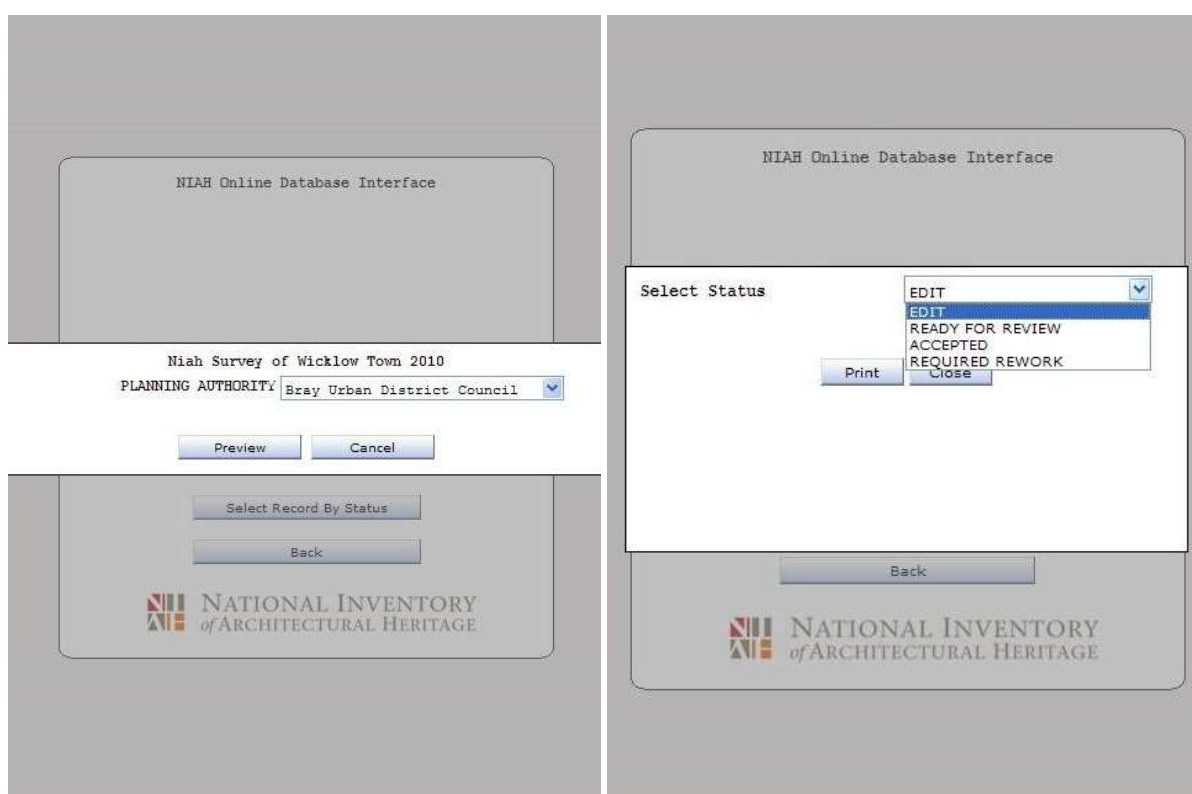 NIAH Online Database Interface
Niah Survey of Wicklow Town 2010
PLANNING AUTHORITY Bray Urban District Council
Preview Cancel
Select Record By Status
Back
NATIONAL INVENTORY
of ARCHITECTURAL HERITAGE
NIAH Online Database Interface
Select Status EDIT
EDIT
READY FOR REVIEW
ACCEPTED
REQUIRED REWORK
Print Close
Back
NATIONAL INVENTORY
of ARCHITECTURAL HERITAGE